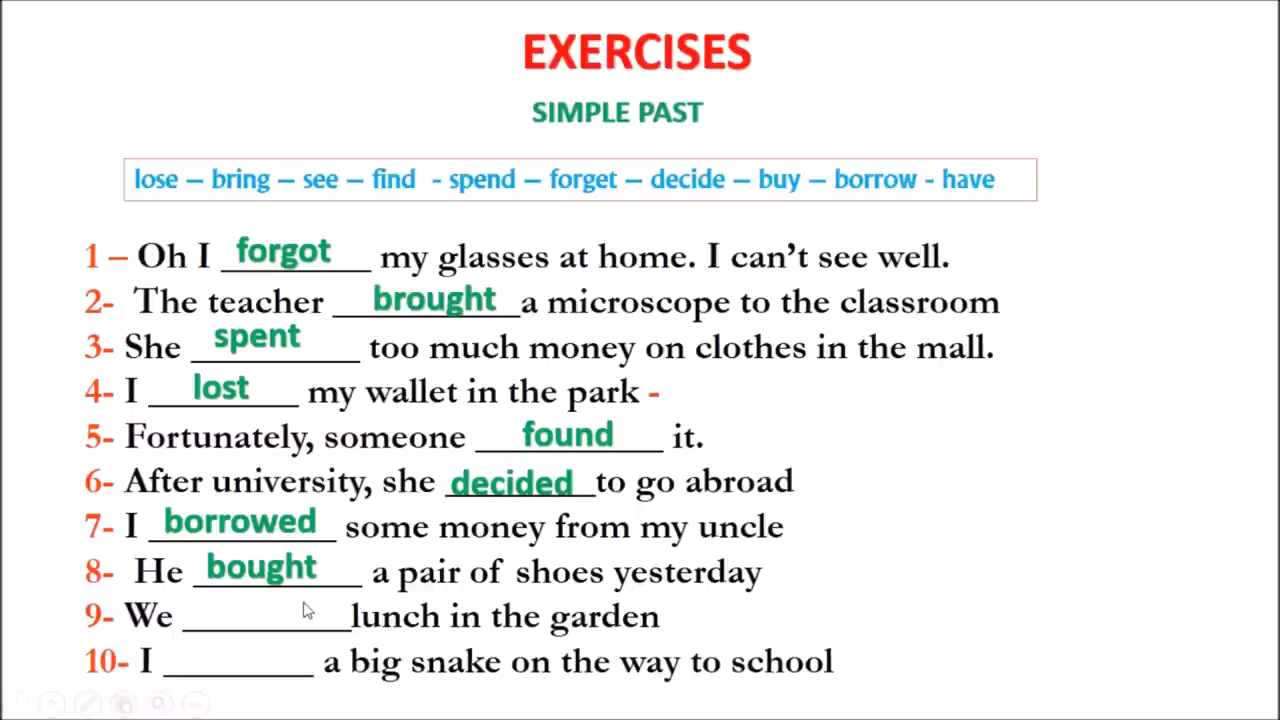 EXERCISES
SIMPLE PAST
lose – bring – see – find - spend – forget – decide – buy – borrow - have
1 – Oh I forgot my glasses at home. I can’t see well.
2- The teacher brought a microscope to the classroom
3- She spent too much money on clothes in the mall.
4- I lost my wallet in the park -
5- Fortunately, someone found it.
6- After university, she decided to go abroad
7- I borrowed some money from my uncle
8- He bought a pair of shoes yesterday
9- We __________ lunch in the garden
10- I _________ a big snake on the way to school